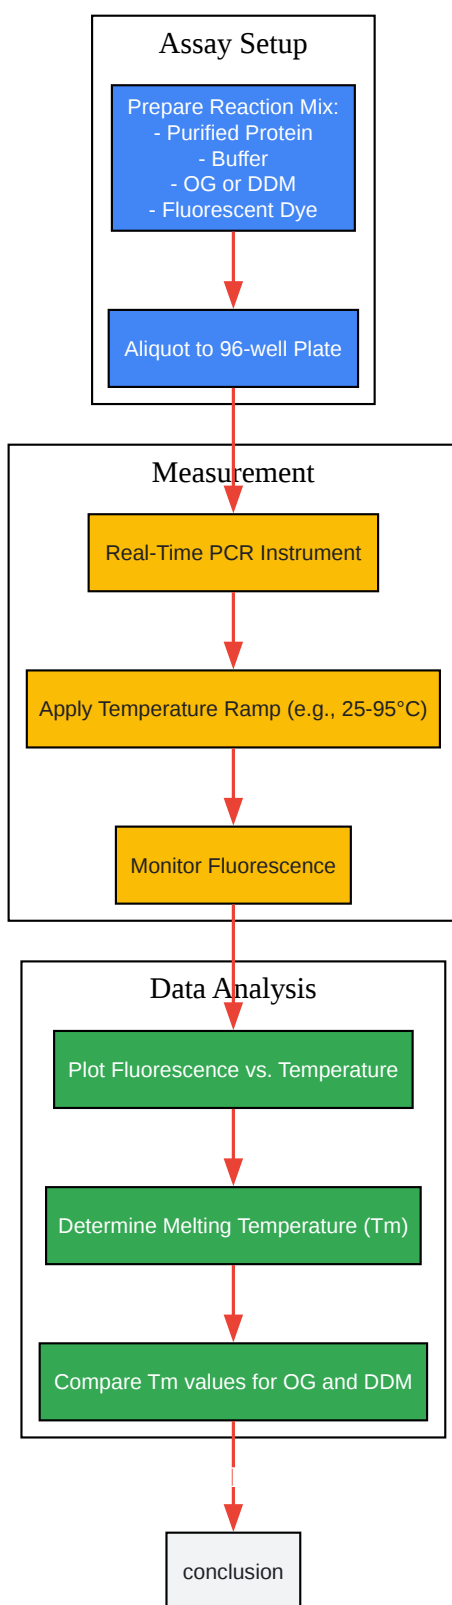 Assay Setup
Prepare Reaction Mix:
- Purified Protein
- Buffer
- OG or DDM
- Fluorescent Dye
Aliquot to 96-well Plate
Measurement
Real-Time PCR Instrument
Apply Temperature Ramp (e.g., 25-95°C)
Monitor Fluorescence
Data Analysis
Plot Fluorescence vs. Temperature
Determine Melting Temperature (Tm)
Compare Tm values for OG and DDM
conclusion